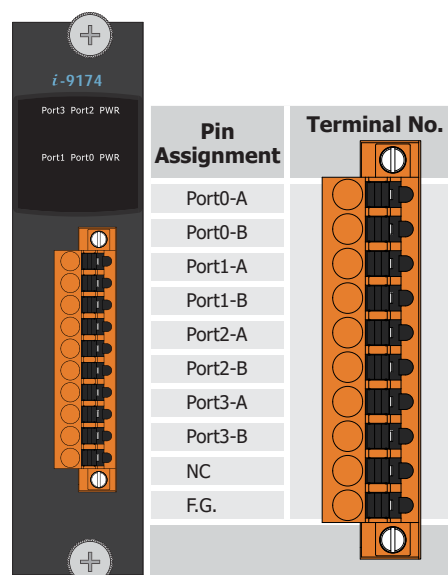 i-9174
Port3 Port2 PWR
Port1 Port0 PWR
Pin Assignment
Terminal No.
Port0-A
Port0-B
Port1-A
Port1-B
Port2-A
Port2-B
Port3-A
Port3-B
NC
F.G.